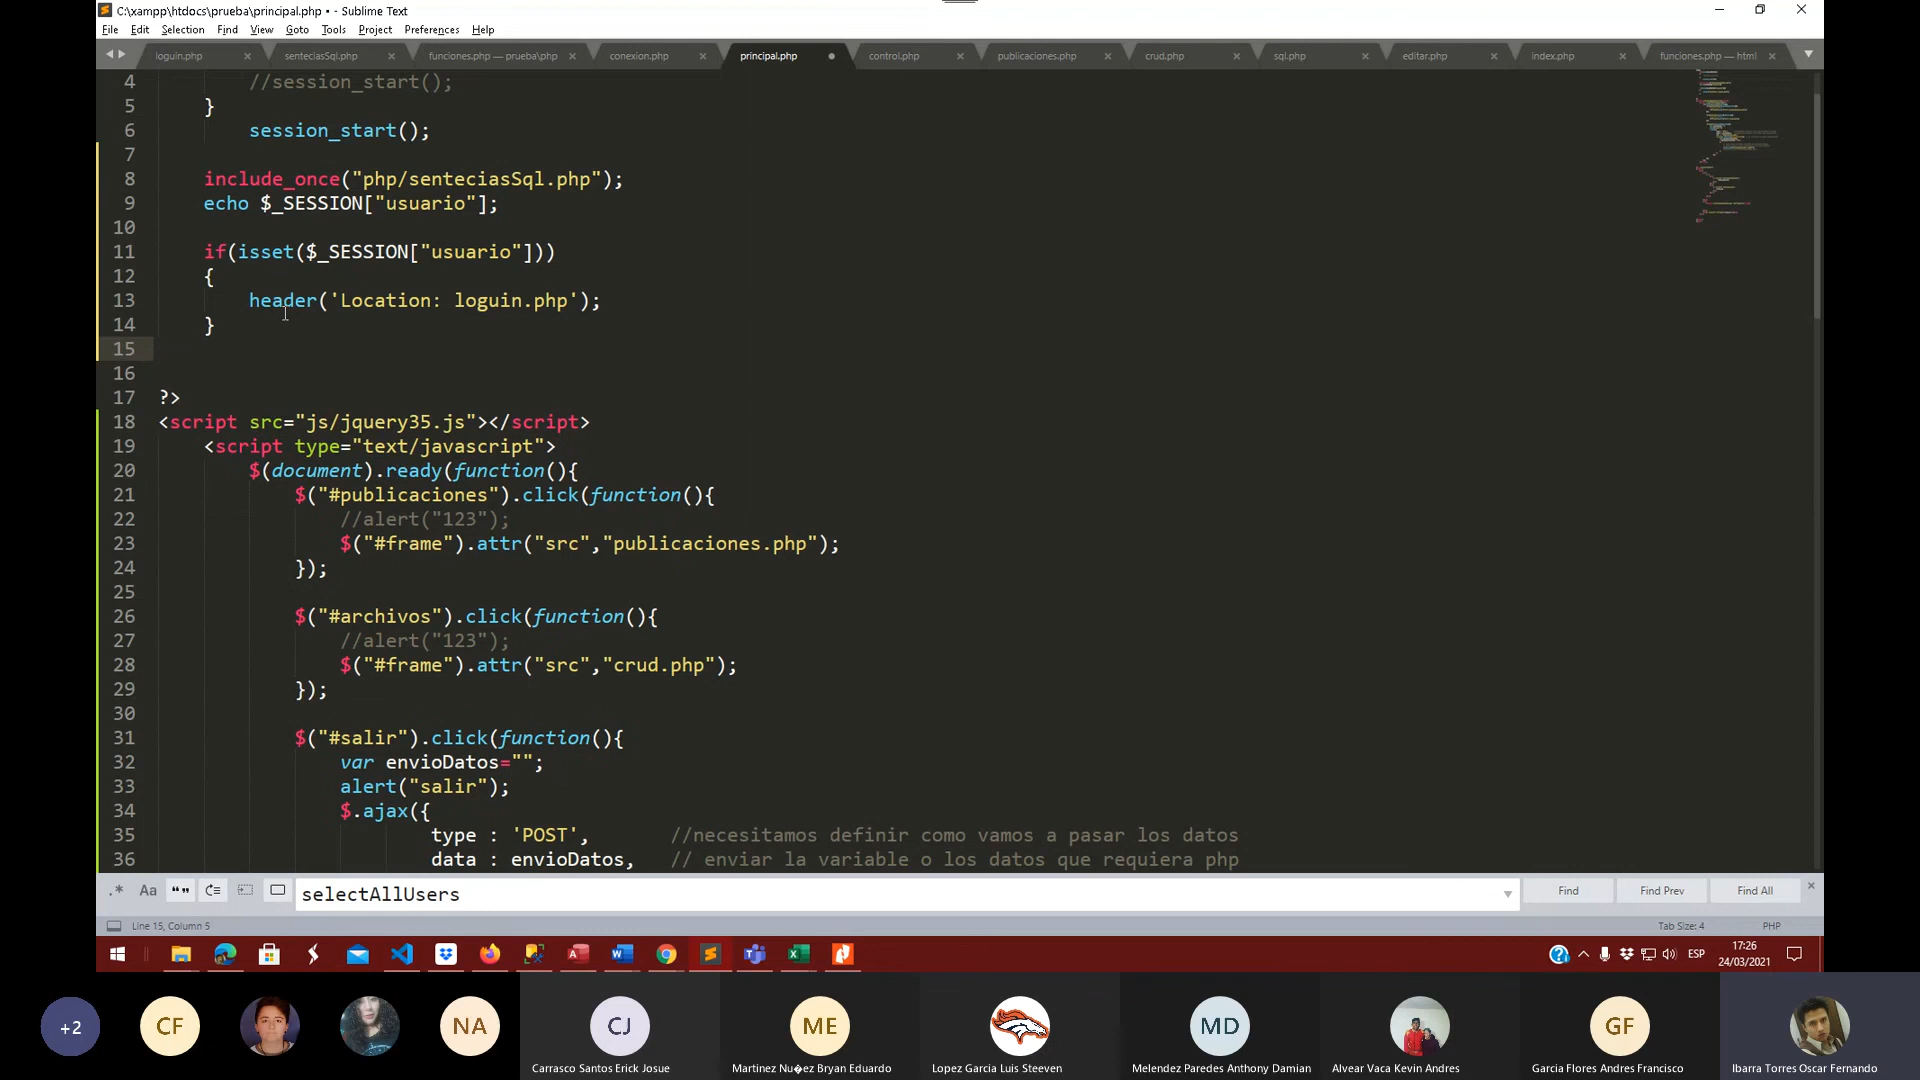 C:\xampp\htdocs\prueba\principal.php • - Sublime Text
File Edit Selection Find View Goto Tools Project Preferences Help
loguin.php senteciasSql.php funciones.php — prueba\php conexion.php principal.php control.php publicaciones.php crud.php sql.php editar.php index.php funciones.php — html
4 //session_start();
5 }
6 session_start();
7
8 include_once("php/senteciasSql.php");
9 echo $_SESSION["usuario"];
10
11 if(isset($_SESSION["usuario"]))
12 {
13 header('Location: loguin.php');
14 }
15
16
17 ?>
18 <script src="js/jquery35.js"></script>
19 <script type="text/javascript">
20 $(document).ready(function(){
21 $("#publicaciones").click(function(){
22 //alert("123");
23 $("#frame").attr("src","publicaciones.php");
24 });
25
26 $("#archivos").click(function(){
27 //alert("123");
28 $("#frame").attr("src","crud.php");
29 });
30
31 $("#salir").click(function(){
32 var envioDatos="";
33 alert("salir");
34 $.ajax({
35 type : 'POST', //necesitamos definir como vamos a pasar los datos
36 data : envioDatos, // enviar la variable o los datos que requiera php
.* Aa “” selectAllUsers Find Find Prev Find All
Line 15, Column 5 Tab Size: 4 PHP
ESP 17:26
24/03/2021
+2 CF NA CJ ME MD GF
Carrasco Santos Erick Josue Martinez Nu�ez Bryan Eduardo Lopez Garcia Luis Steeven Melendez Paredes Anthony Damian Alvear Vaca Kevin Andres Garcia Flores Andres Francisco Ibarra Torres Oscar Fernando